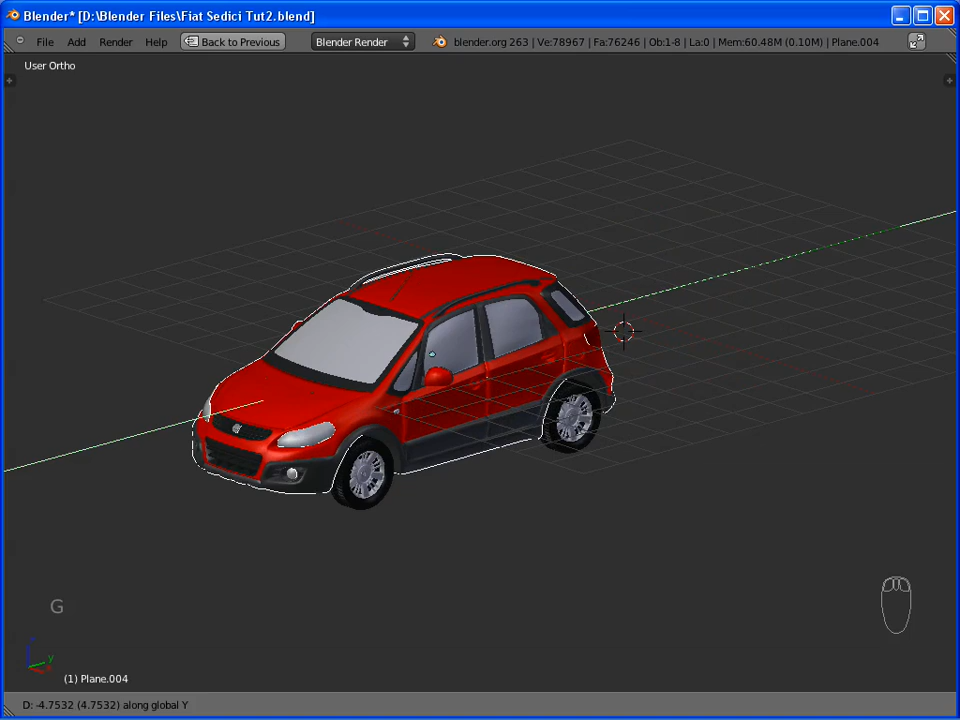 Blender* [D:\Blender Files\Fiat Sedici Tut2.blend]
File Add Render Help Back to Previous Blender Render blender.org 263 | Ve:78967 | Fa:76246 | Ob:1-8 | La:0 | Mem:60.48M (0.10M) | Plane.004
User Ortho
G
y
(1) Plane.004
D: -4.7532 (4.7532) along global Y